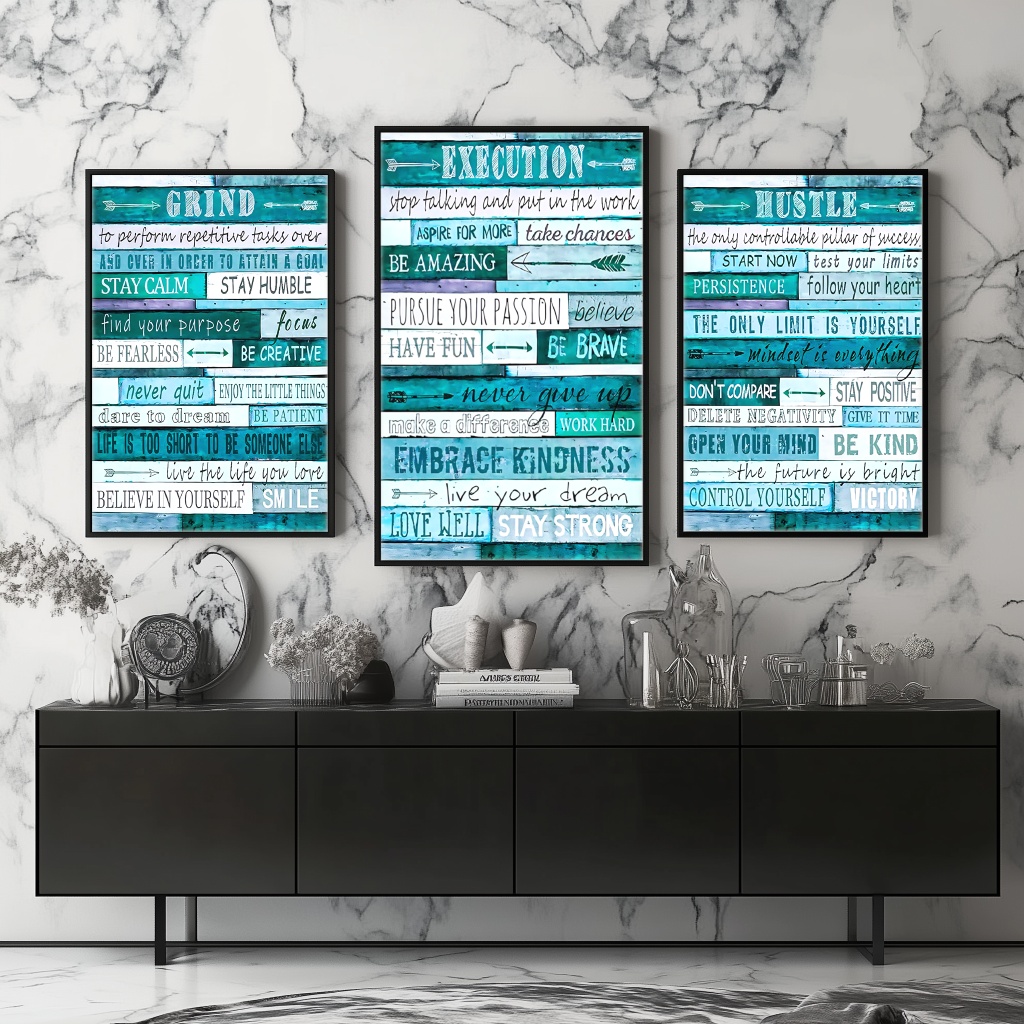 GRIND
to perform repetitive tasks over
AND OVER IN ORDER TO ATTAIN A GOAL
STAY CALM STAY HUMBLE
find your purpose focus
BE FEARLESS BE CREATIVE
never quit ENJOY THE LITTLE THINGS
dare to dream BE PATIENT
LIFE IS TOO SHORT TO BE SOMEONE ELSE
live the life you love
BELIEVE IN YOURSELF SMILE
EXECUTION
stop talking and put in the work
ASPIRE FOR MORE take chances
BE AMAZING
PURSUE YOUR PASSION believe
HAVE FUN BE BRAVE
never give up
make a difference WORK HARD
EMBRACE KINDNESS
live your dream
LOVE WELL STAY STRONG
HUSTLE
the only controllable pillar of success
START NOW test your limits
PERSISTENCE follow your heart
THE ONLY LIMIT IS YOURSELF
mindset is everything
DON'T COMPARE STAY POSITIVE
DELETE NEGATIVITY GIVE IT TIME
OPEN YOUR MIND BE KIND
the future is bright
CONTROL YOURSELF VICTORY